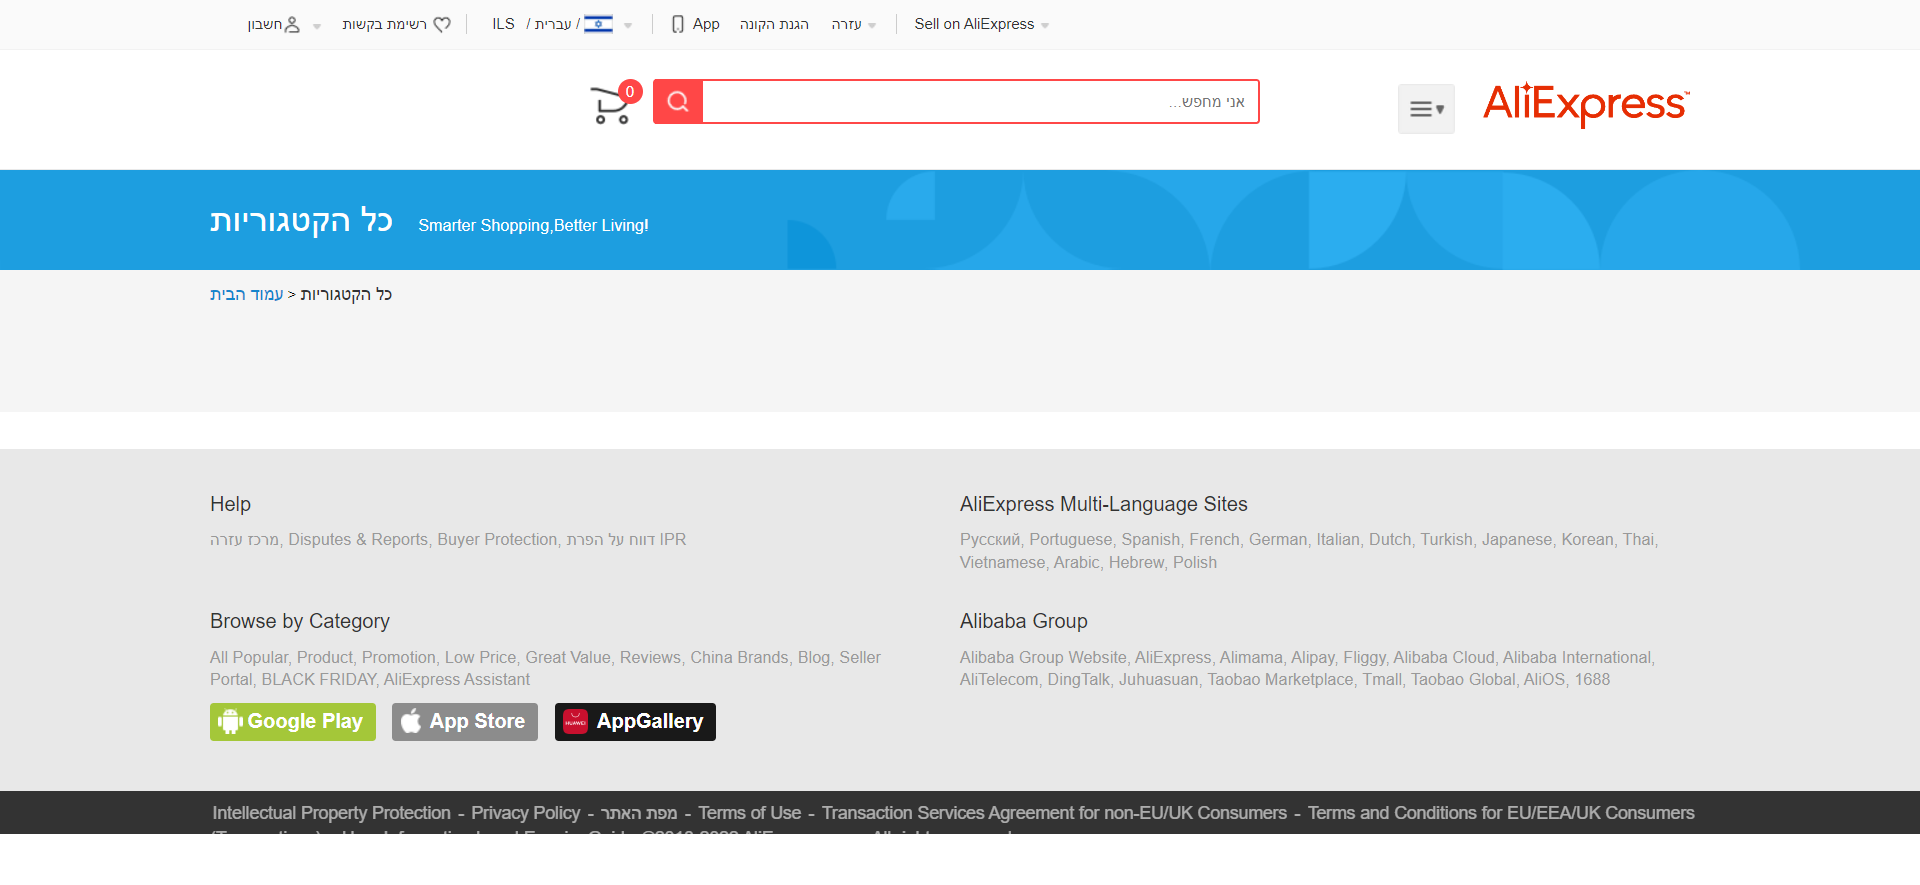 חשבון
רשימת בקשות
ILS / עברית /
App
הגנת הקונה
עזרה
Sell on AliExpress
0
אני מחפש...
AliExpress™
כל הקטגוריות
Smarter Shopping,Better Living!
עמוד הבית > כל הקטגוריות
Help
מרכז עזרה, Disputes & Reports, Buyer Protection, דווח על הפרת IPR
AliExpress Multi-Language Sites
Русский, Portuguese, Spanish, French, German, Italian, Dutch, Turkish, Japanese, Korean, Thai,
Vietnamese, Arabic, Hebrew, Polish
Browse by Category
All Popular, Product, Promotion, Low Price, Great Value, Reviews, China Brands, Blog, Seller
Portal, BLACK FRIDAY, AliExpress Assistant
Alibaba Group
Alibaba Group Website, AliExpress, Alimama, Alipay, Fliggy, Alibaba Cloud, Alibaba International,
AliTelecom, DingTalk, Juhuasuan, Taobao Marketplace, Tmall, Taobao Global, AliOS, 1688
Google Play
App Store
HUAWEI
AppGallery
Intellectual Property Protection - Privacy Policy - מפת האתר - Terms of Use - Transaction Services Agreement for non-EU/UK Consumers - Terms and Conditions for EU/EEA/UK Consumers